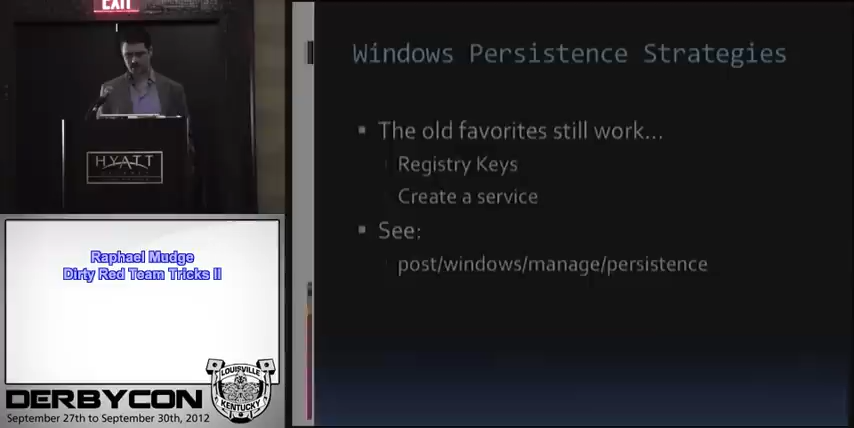 EXIT
HYATT
Raphael Mudge
Dirty Red Team Tricks II
LOUISVILLE
KENTUCKY
DERBYCON
September 27th to September 30th, 2012
Windows Persistence Strategies
▪ The old favorites still work...
Registry Keys
Create a service
▪ See:
post/windows/manage/persistence